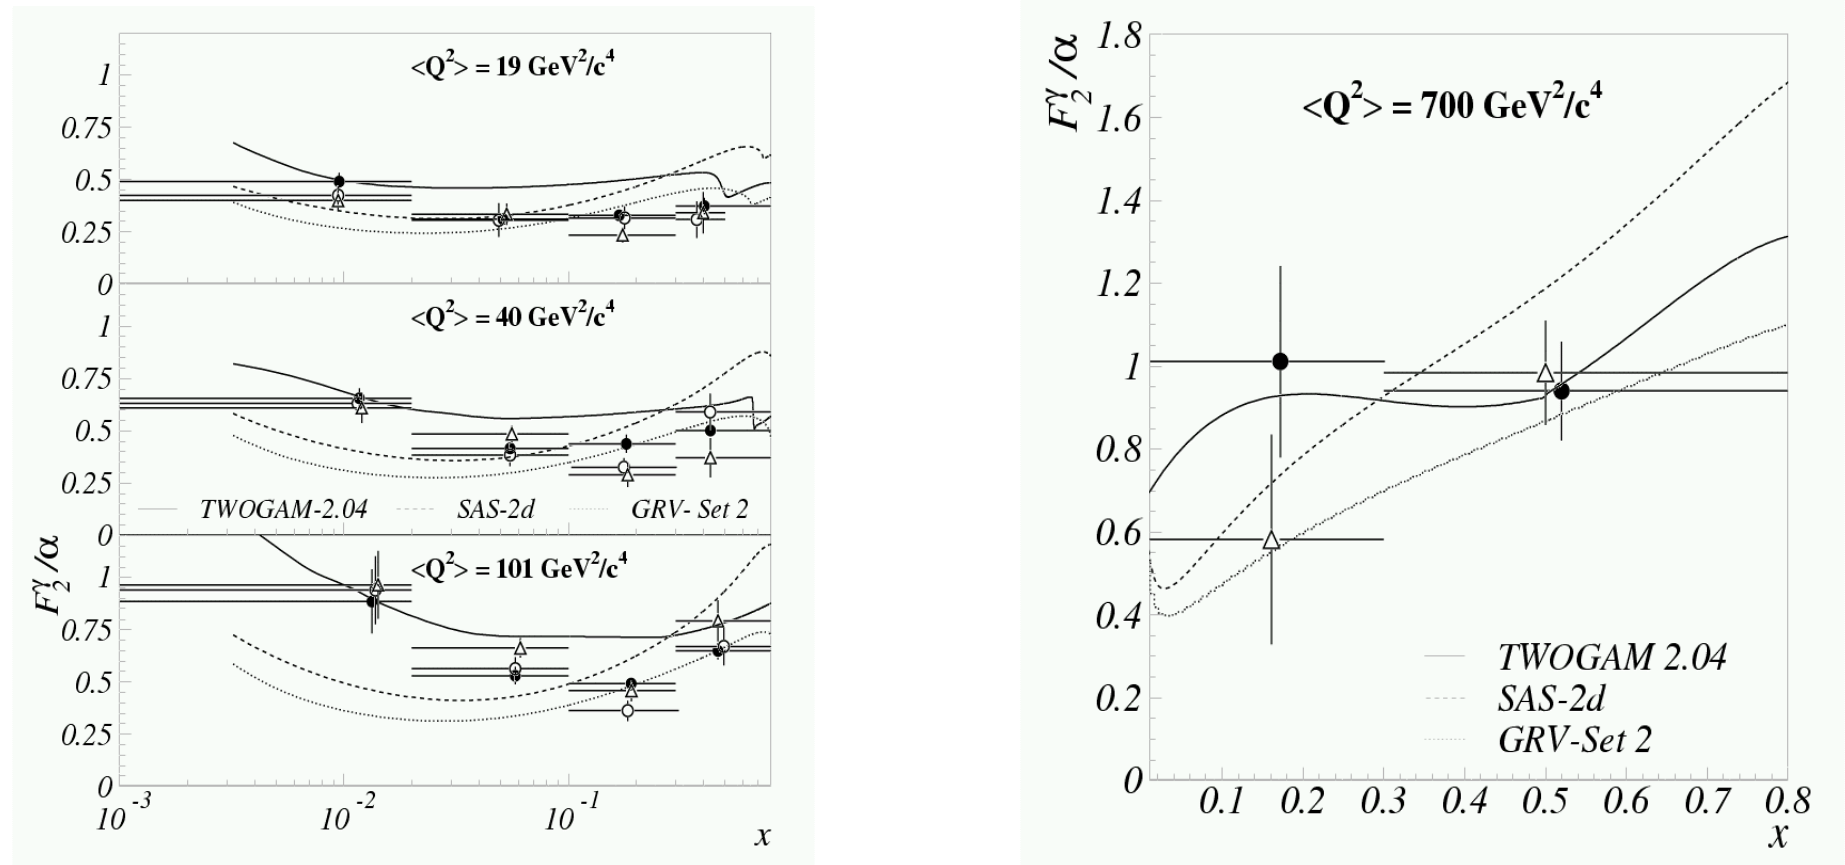 <Q²> = 19 GeV²/c⁴
1
0.75
0.5
0.25
0
<Q²> = 40 GeV²/c⁴
1
0.75
0.5
0.25
TWOGAM-2.04 SAS-2d GRV- Set 2
0
F₂^γ/α
<Q²> = 101 GeV²/c⁴
1
0.75
0.5
0.25
0
10⁻³ 10⁻² 10⁻¹
x
F₂^γ/α
1.8
<Q²> = 700 GeV²/c⁴
1.6
1.4
1.2
1
0.8
0.6
0.4
TWOGAM 2.04
0.2
SAS-2d
GRV-Set 2
0
0.1 0.2 0.3 0.4 0.5 0.6 0.7 0.8
x